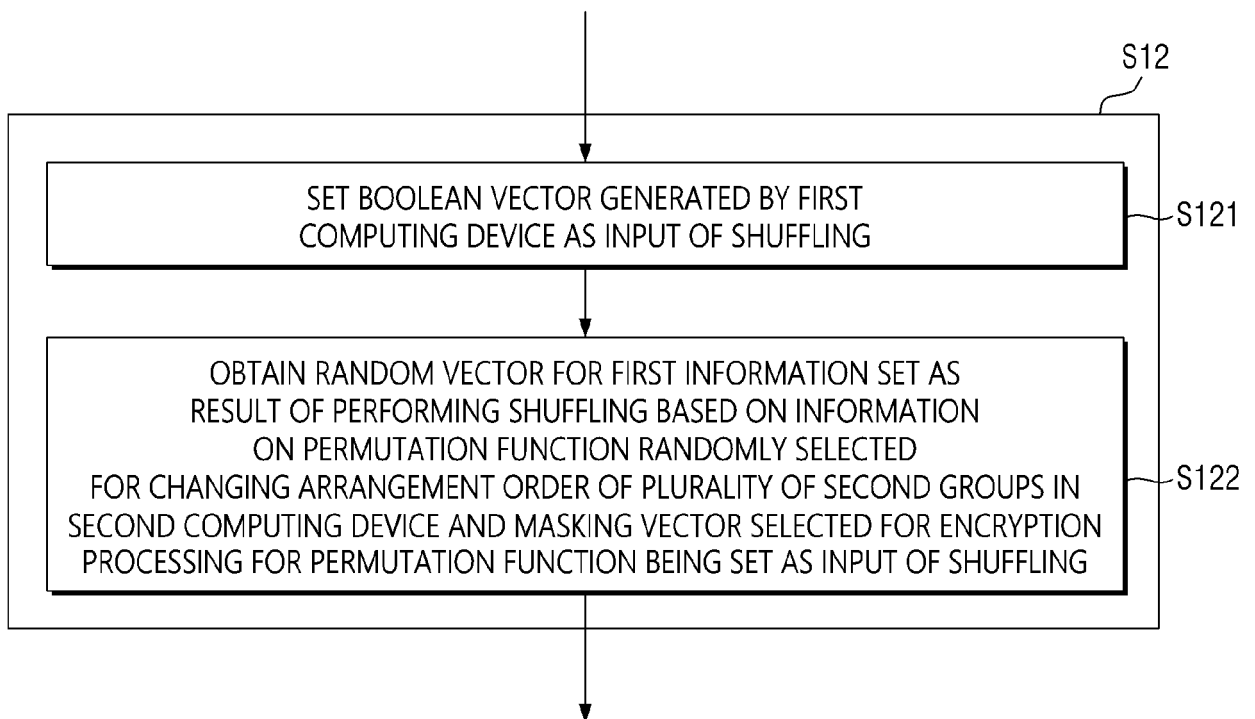 S12
SET BOOLEAN VECTOR GENERATED BY FIRST
COMPUTING DEVICE AS INPUT OF SHUFFLING
S121
OBTAIN RANDOM VECTOR FOR FIRST INFORMATION SET AS
RESULT OF PERFORMING SHUFFLING BASED ON INFORMATION
ON PERMUTATION FUNCTION RANDOMLY SELECTED
FOR CHANGING ARRANGEMENT ORDER OF PLURALITY OF SECOND GROUPS IN
SECOND COMPUTING DEVICE AND MASKING VECTOR SELECTED FOR ENCRYPTION
PROCESSING FOR PERMUTATION FUNCTION BEING SET AS INPUT OF SHUFFLING
S122